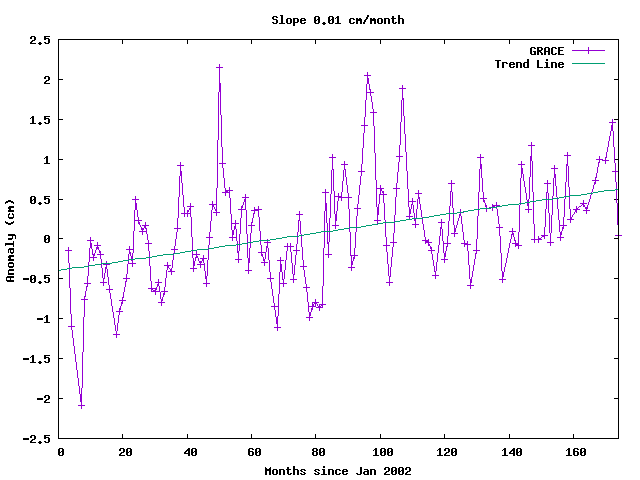 Slope 0.01 cm/month
GRACE
Trend Line
2.5
2
1.5
1
0.5
0
-0.5
-1
-1.5
-2
-2.5
Anomaly (cm)
0 20 40 60 80 100 120 140 160
Months since Jan 2002